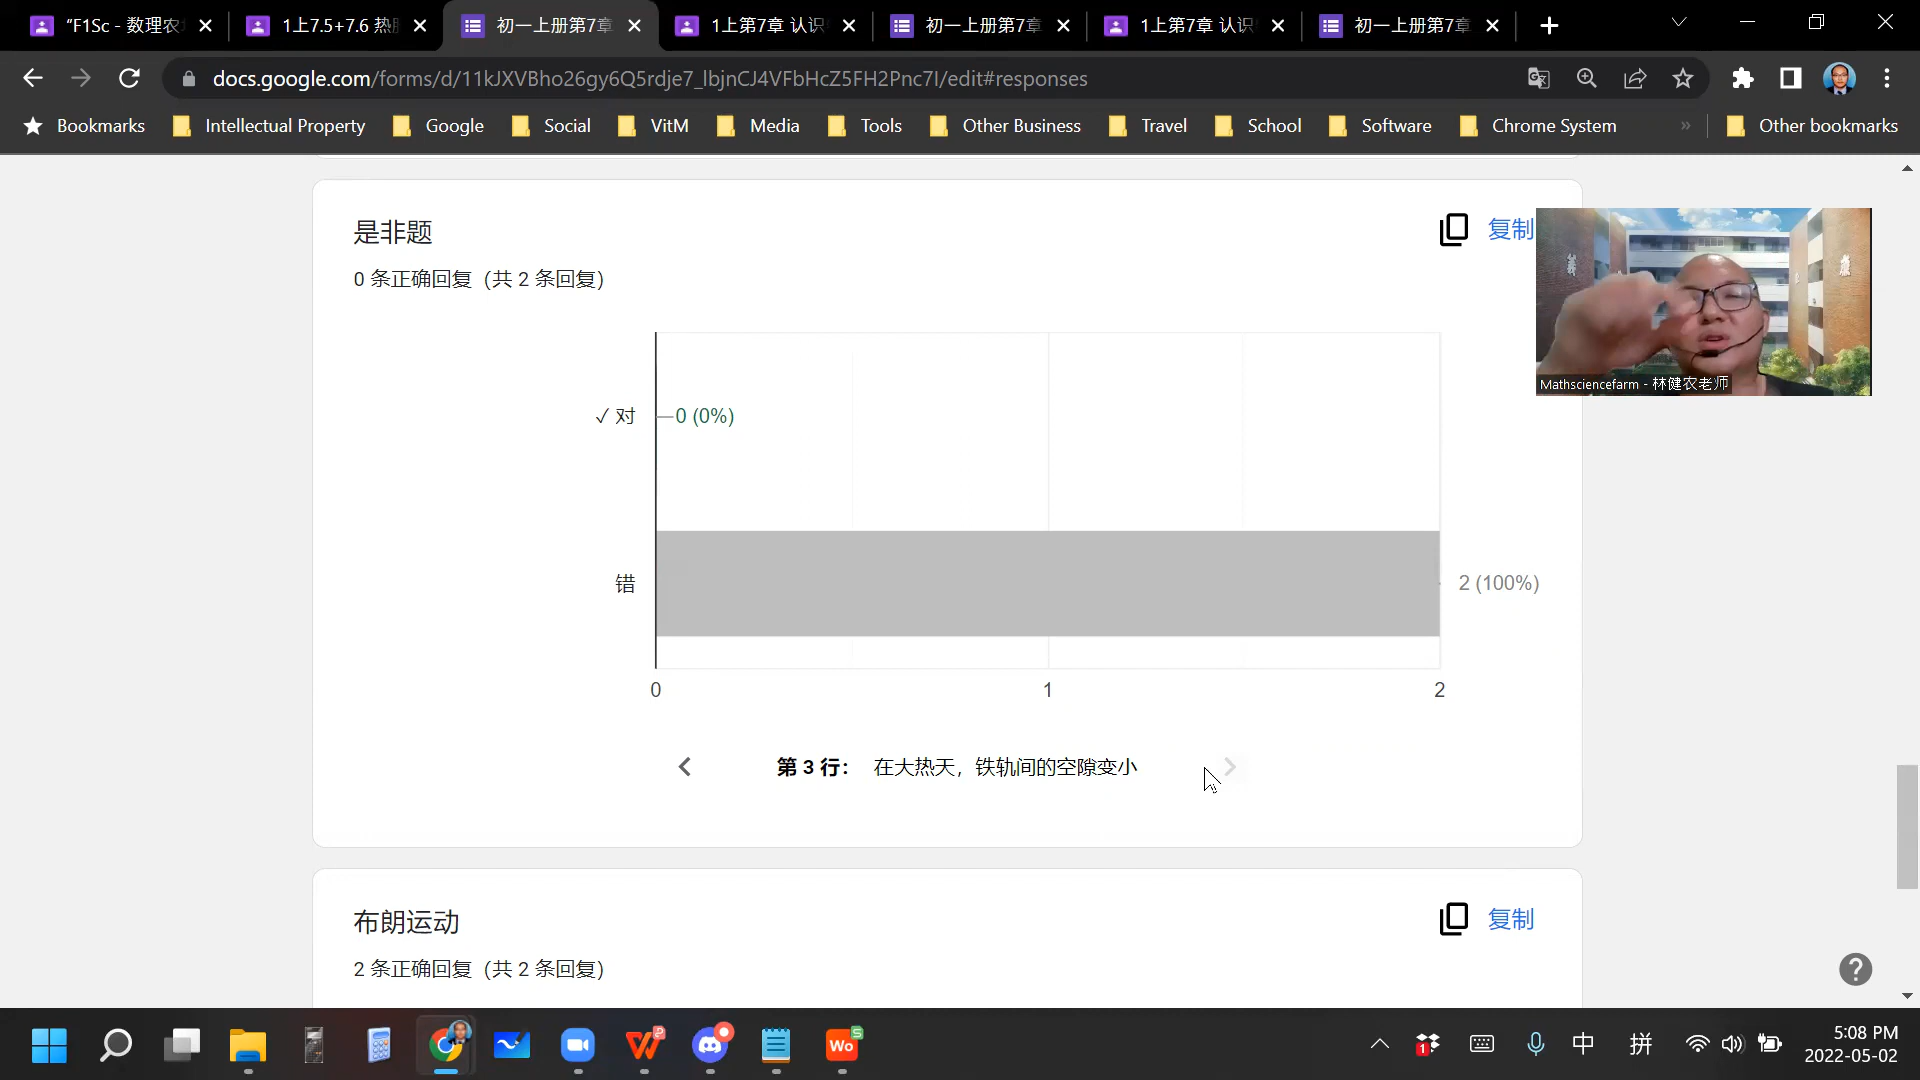 “F1Sc - 数理农
1上7.5+7.6 热
初一上册第7章
1上第7章 认识
初一上册第7章
1上第7章 认识
初一上册第7章
docs.google.com/forms/d/11kJXVBho26gy6Q5rdje7_lbjnCJ4VFbHcZ5FH2Pnc7I/edit#responses
Bookmarks
Intellectual Property
Google
Social
VitM
Media
Tools
Other Business
Travel
School
Software
Chrome System
»
Other bookmarks
是非题
复制
0 条正确回复（共 2 条回复）
Mathsciencefarm - 林健农老师
✓ 对
0 (0%)
错
2 (100%)
0
1
2
第 3 行：
在大热天，铁轨间的空隙变小
布朗运动
复制
2 条正确回复（共 2 条回复）
Wo
S
1
中
拼
5:08 PM
2022-05-02